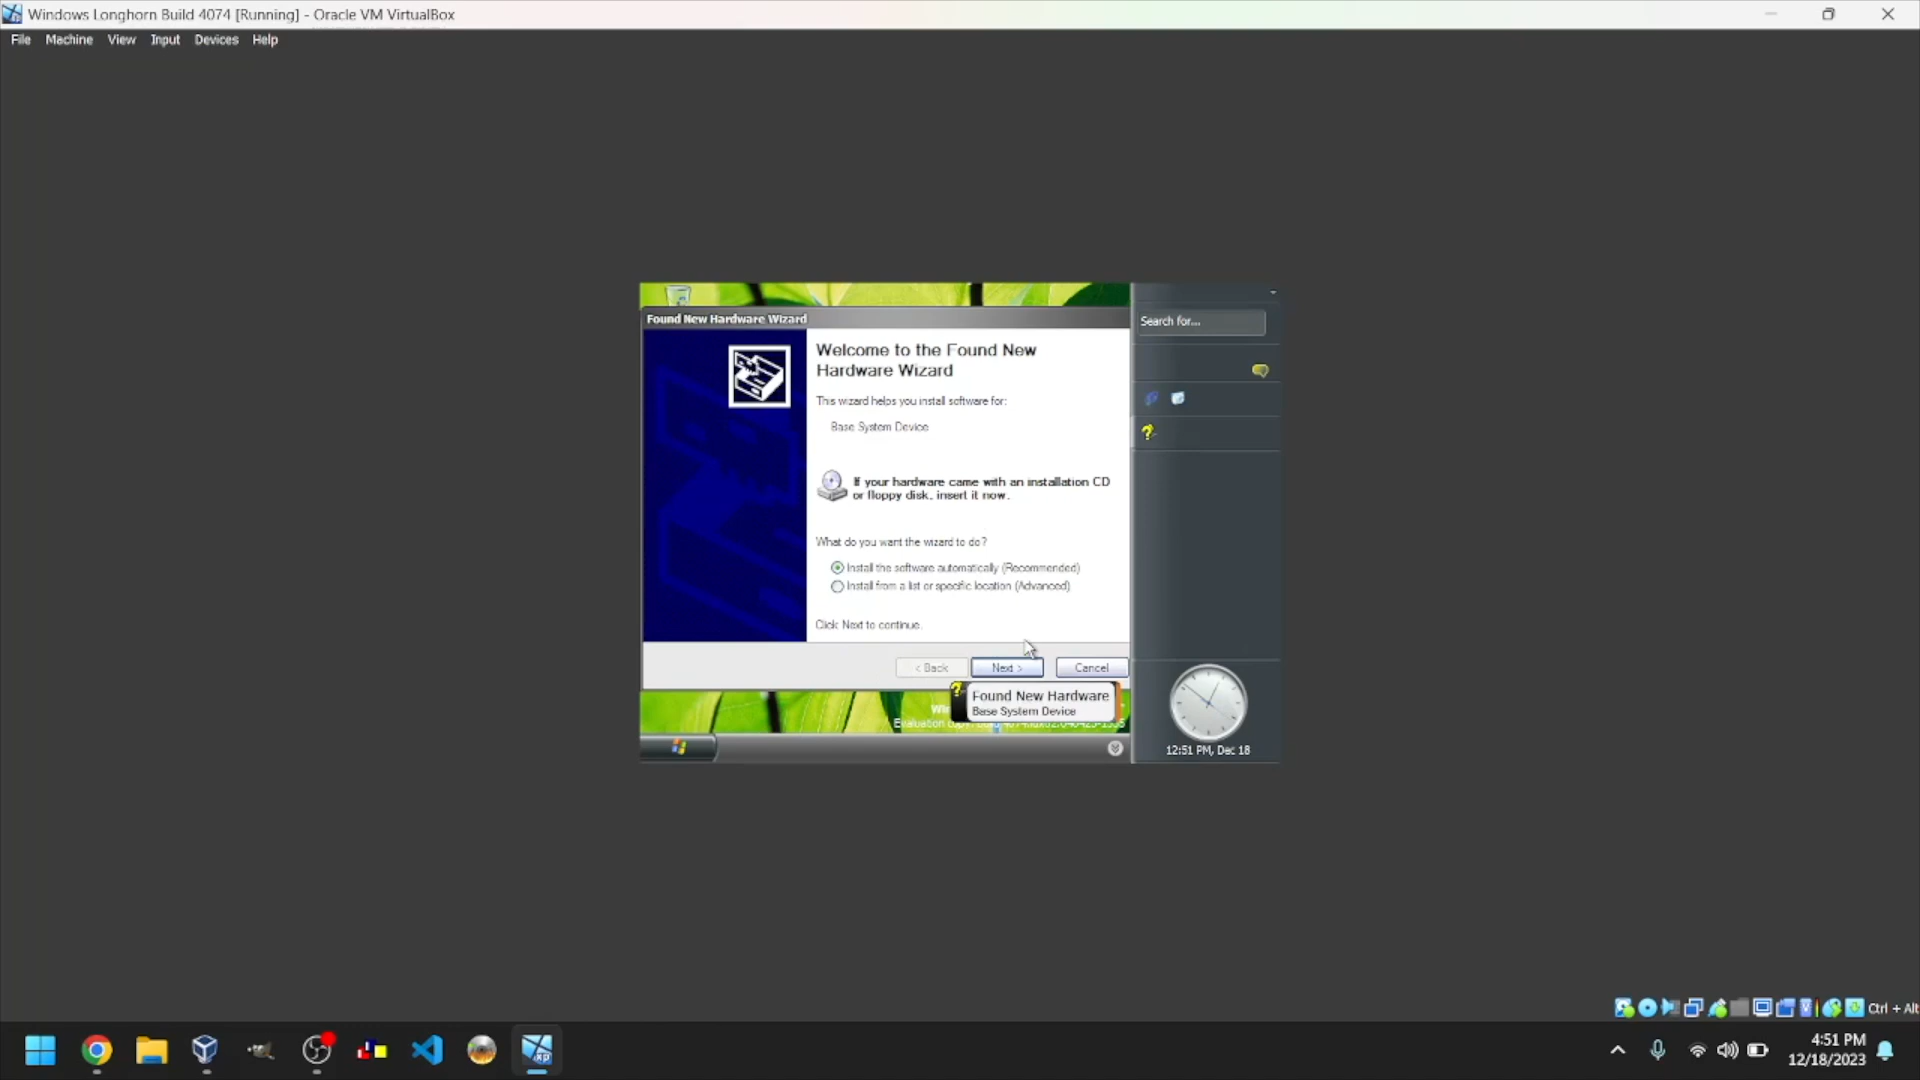 Windows Longhorn Build 4074 [Running] - Oracle VM VirtualBox
File Machine View Input Devices Help
Found New Hardware Wizard
Welcome to the Found New
Hardware Wizard
This wizard helps you install software for:
Base System Device
If your hardware came with an installation CD
or floppy disk, insert it now.
What do you want the wizard to do?
Install the software automatically (Recommended)
Install from a list or specific location (Advanced)
Click Next to continue.
< Back Next > Cancel
Found New Hardware
Base System Device
Search for...
12:51 PM, Dec 18
Ctrl + Alt
4:51 PM
12/18/2023